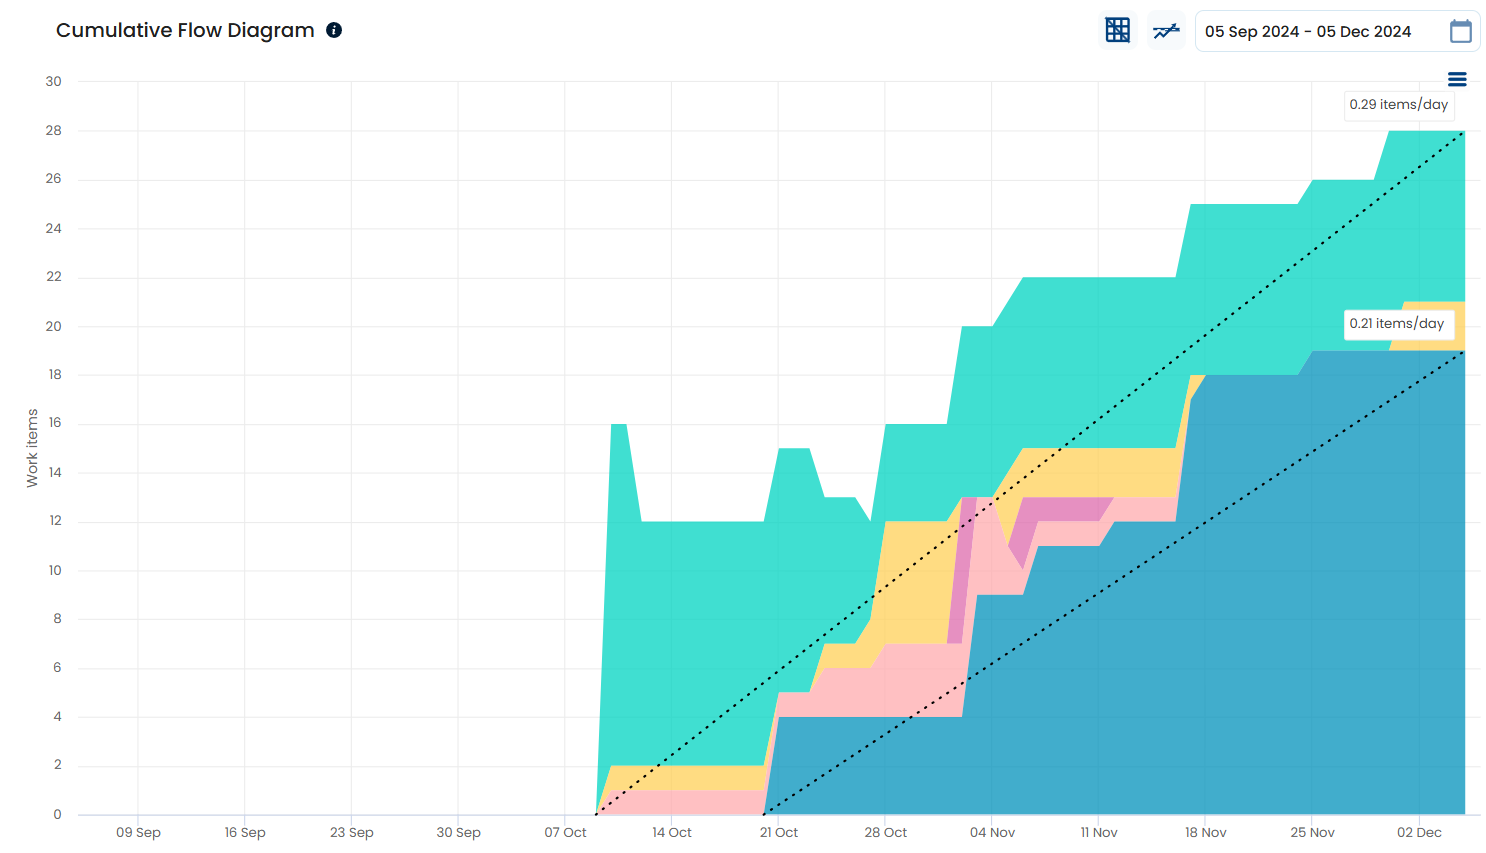 Cumulative Flow Diagram
05 Sep 2024 - 05 Dec 2024
30
0.29 items/day
28
26
24
22
20
0.21 items/day
18
16
14
12
10
8
6
4
2
0
Work items
09 Sep 16 Sep 23 Sep 30 Sep 07 Oct 14 Oct 21 Oct 28 Oct 04 Nov 11 Nov 18 Nov 25 Nov 02 Dec